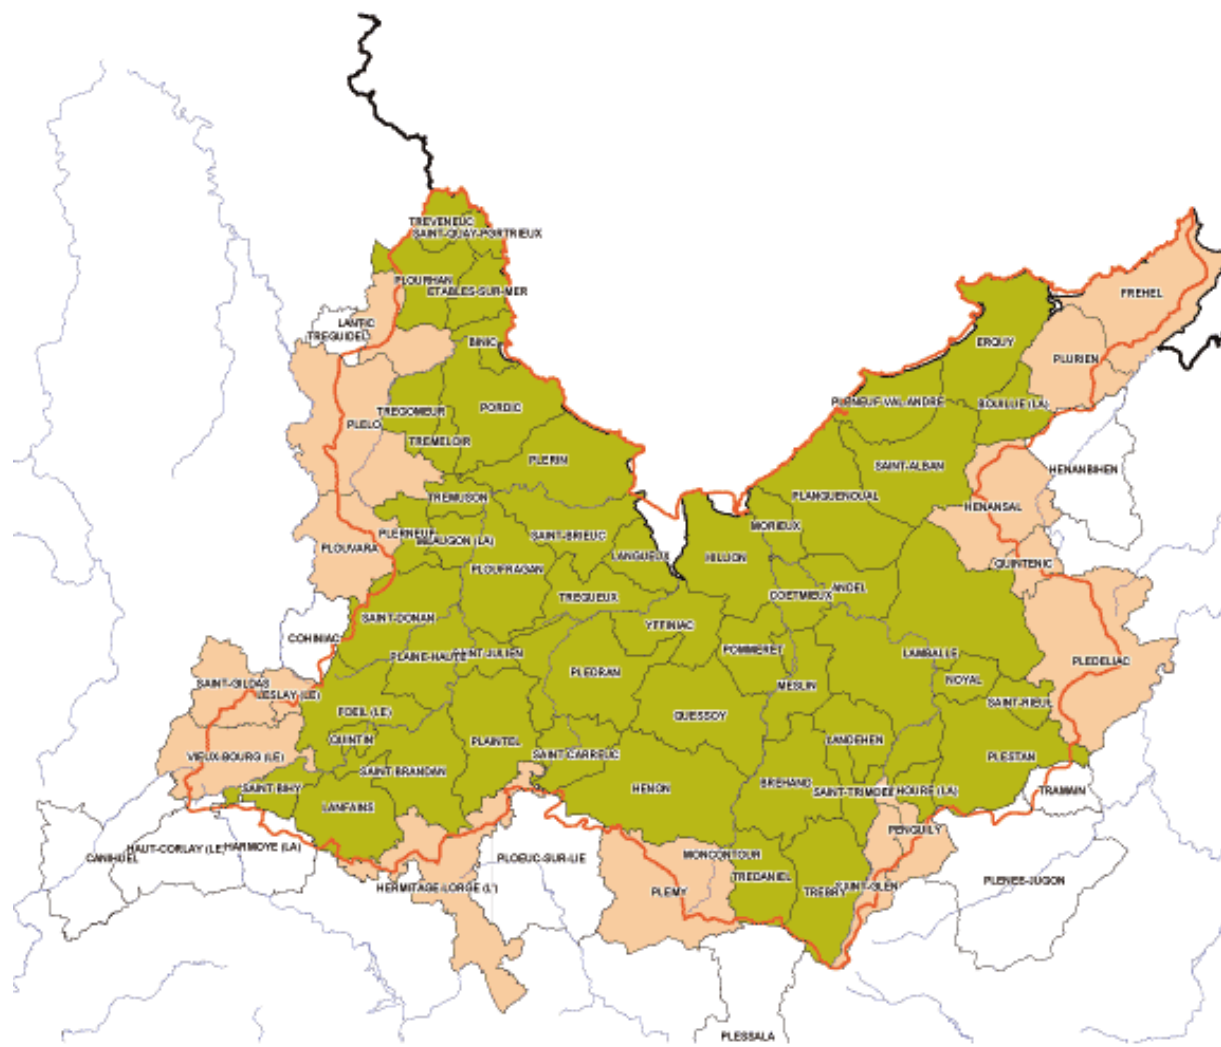 TREVENEUC
SAINT-QUAY-PORTRIEUX
PLOURHAN
ETABLES-SUR-MER
FREHEL
LANTIC
TREGUIDEL
BINIC
ERQUY
PLURIEN
PLENEUF-VAL-ANDRE
BOUILLIE (LA)
TREGOMEUR
PORDIC
PLELO
TREMELOIR
PLERIN
SAINT-ALBAN
HENANBIHEN
TREMUSON
PLANGUENOUAL
HENANSAL
PLERNEUF
MORIEUX
SAINT-BRIEUC
MEAUGON (LA)
PLOUVARA
LANGUEUX
HILLION
QUINTENIC
PLOUFRAGAN
ANDEL
TREGUEUX
COETMIEUX
SAINT-DONAN
YFFINIAC
COHINIAC
POMMERET
LAMBALLE
PLAINE-HAUTE
SAINT-JULIEN
PLEDELIAC
PLEDRAN
NOYAL
SAINT-GILDAS
MESLIN
LESLAY (LE)
SAINT-RIEUL
FOEIL (LE)
QUESSOY
QUINTIN
PLAINTEL
LANDEHEN
SAINT-CARREUC
VIEUX-BOURG (LE)
PLESTAN
SAINT-BRANDAN
BREHAND
SAINT-BIHY
HENON
SAINT-TRIMOEL
HOURE (LA)
TRAMAIN
LANFAINS
PENGUILY
HARMOYE (LA)
HAUT-CORLAY (LE)
MONCONTOUR
CANIHUEL
PLOEUC-SUR-LIE
TREDANIEL
PLENEE-JUGON
HERMITAGE-LORGE (L')
SAINT-GLEN
PLEMY
TREBRY
PLESSALA